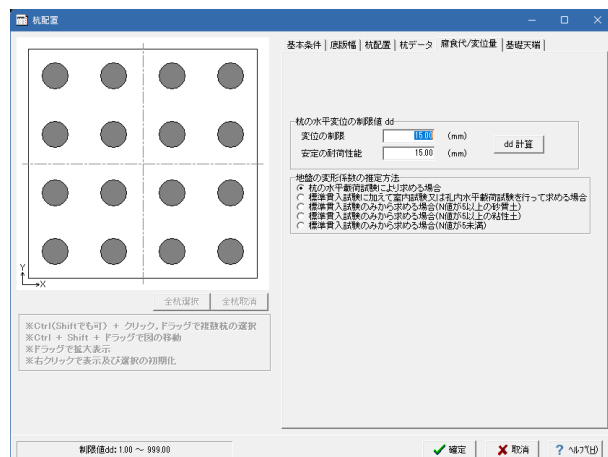 杭配置
基本条件 底版幅 杭配置 杭データ 腐食代/変位量 基礎天端
杭の水平変位の制限値 dd
変位の制限 15.00 (mm)
安定の耐荷性能 15.00 (mm)
dd 計算
地盤の変形係数の推定方法
杭の水平載荷試験により求める場合
標準貫入試験に加えて室内試験又は孔内水平載荷試験を行って求める場合
標準貫入試験のみから求める場合(N値が5以上の砂質土)
標準貫入試験のみから求める場合(N値が5以上の粘性土)
標準貫入試験のみから求める場合(N値が5未満)
Y
X
全杭選択 全杭取消
※Ctrl(Shiftでも可) + クリック,ドラッグで複数杭の選択
※Ctrl + Shift + ドラッグで図の移動
※ドラッグで拡大表示
※右クリックで表示及び選択の初期化
制限値dd: 1.00 ～ 999.00
確定 取消 ? ヘルプ(H)